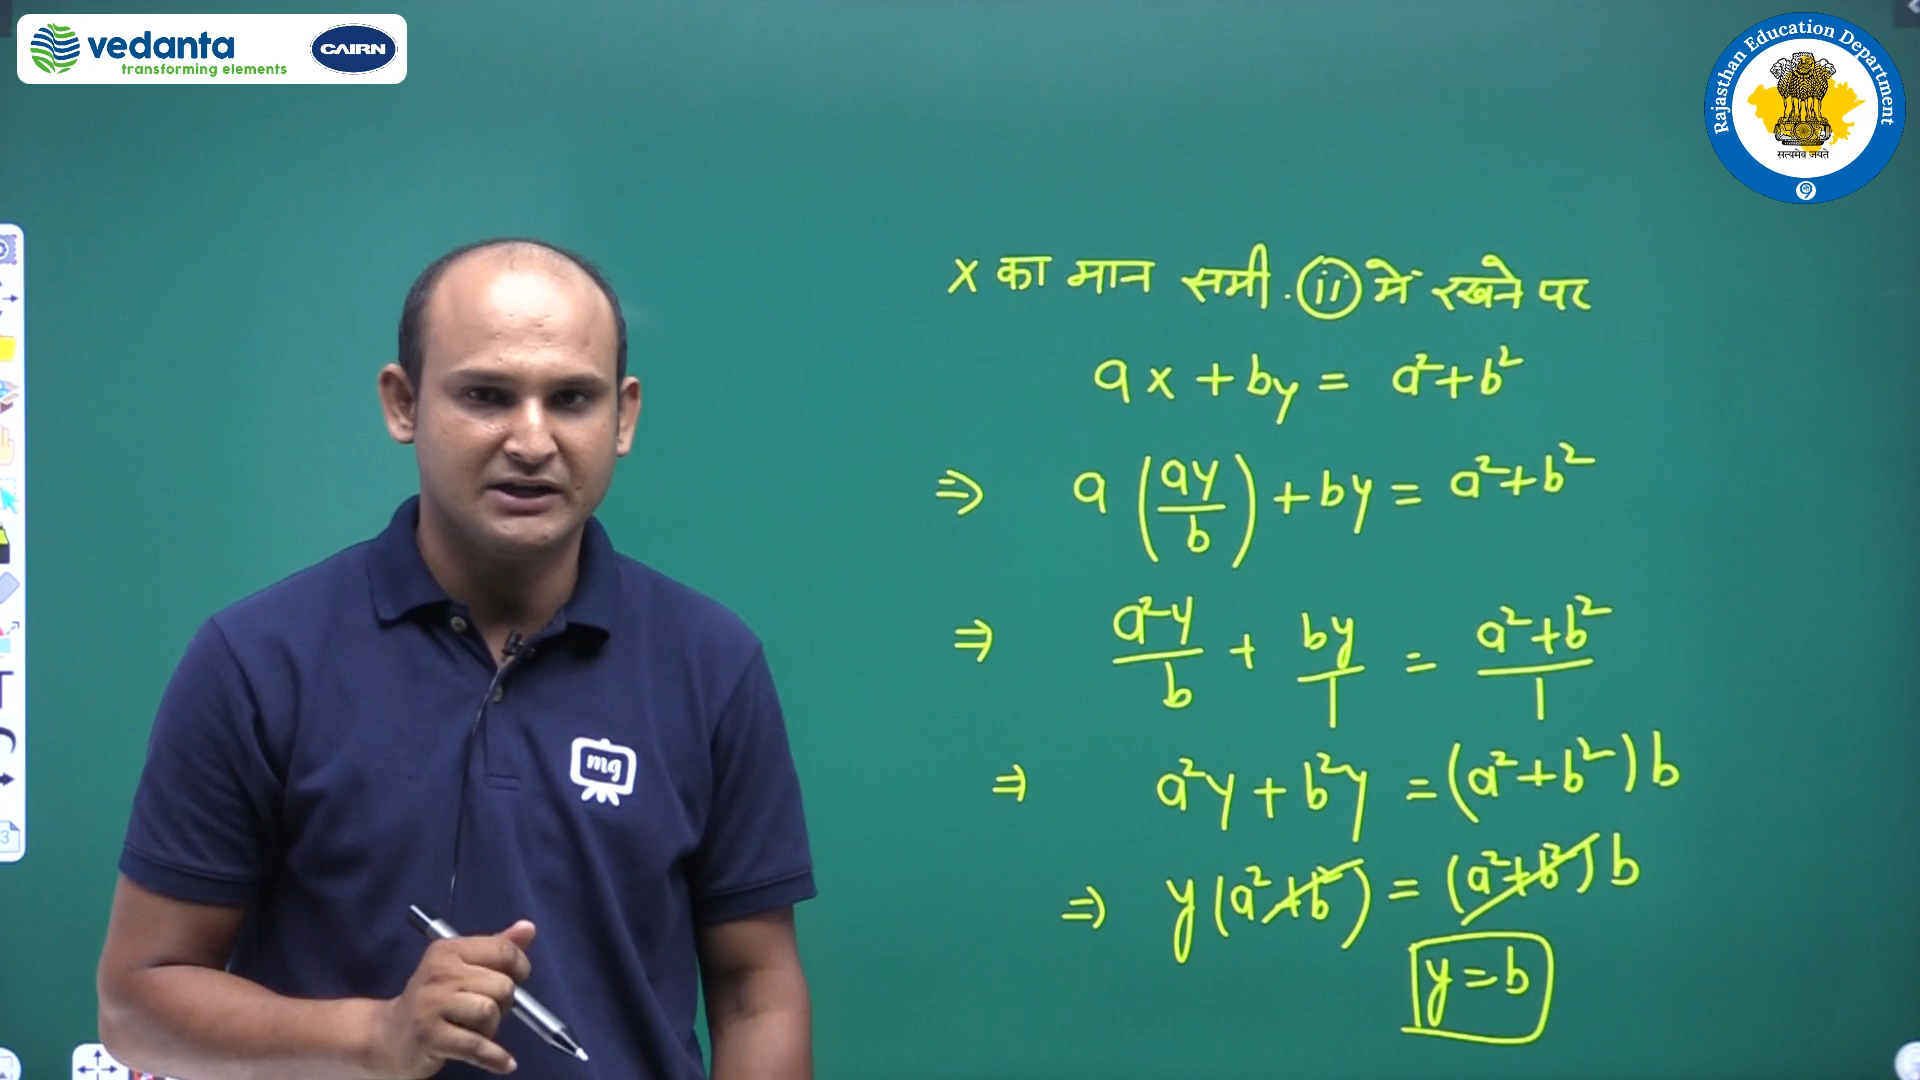 vedanta
transforming elements
CAIRN
Rajasthan Education Department
सत्यमेव जयते
x का मान समी. (ii) में रखने पर
ax + by = a² + b²
⇒ a (ay/b) + by = a² + b²
⇒ a²y/b + by/1 = a² + b²/1
⇒ a²y + b²y = (a² + b²) b
⇒ y (a² + b²) = (a² + b²) b
y = b
mg